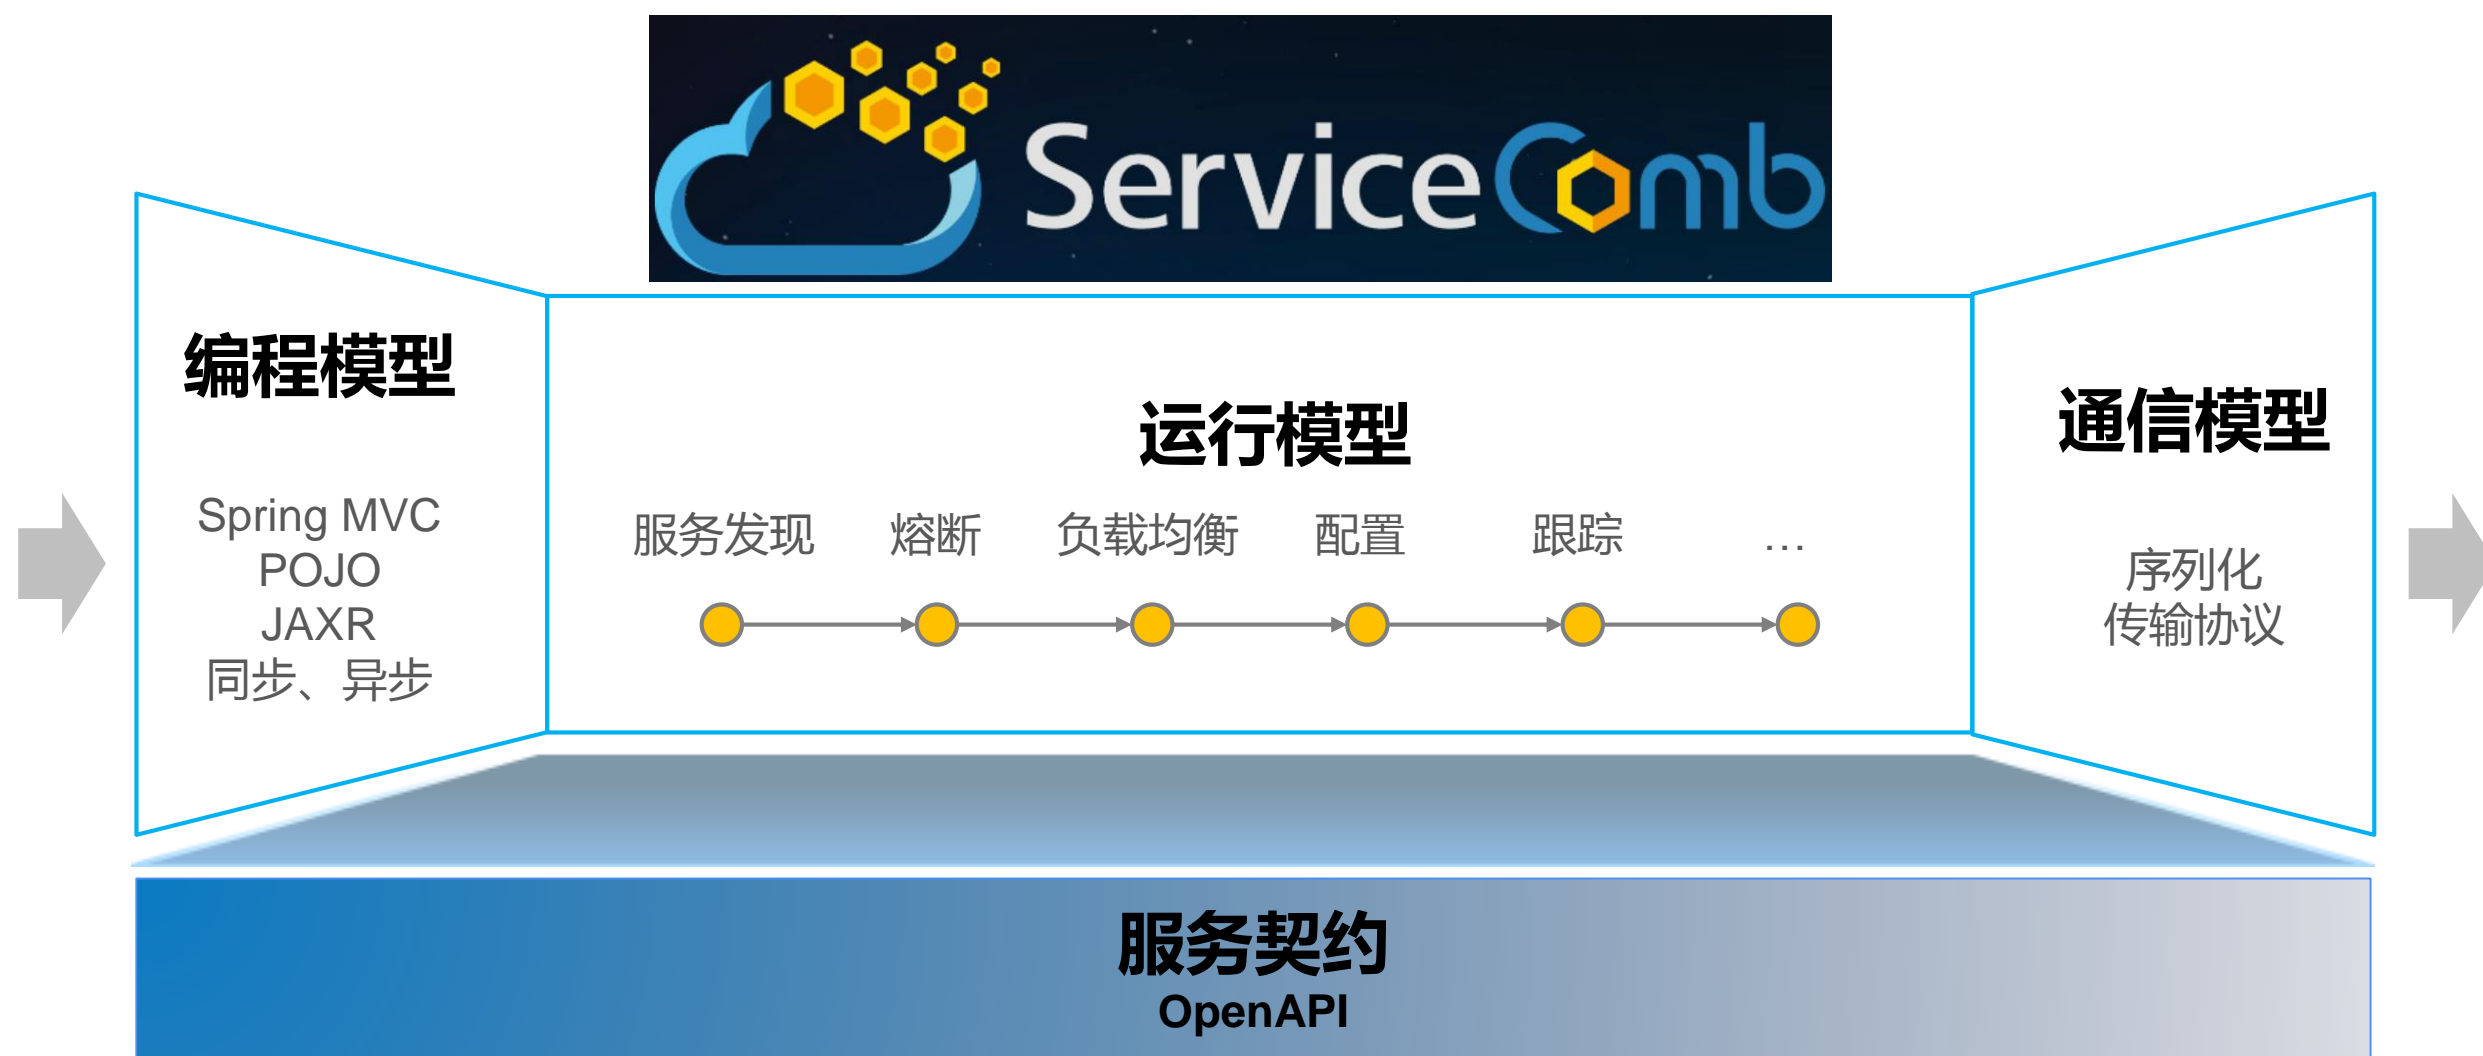 ServiceComb
编程模型
Spring MVC
POJO
JAXR
同步、异步
运行模型
服务发现 熔断 负载均衡 配置 跟踪 …
通信模型
序列化
传输协议
服务契约
OpenAPI